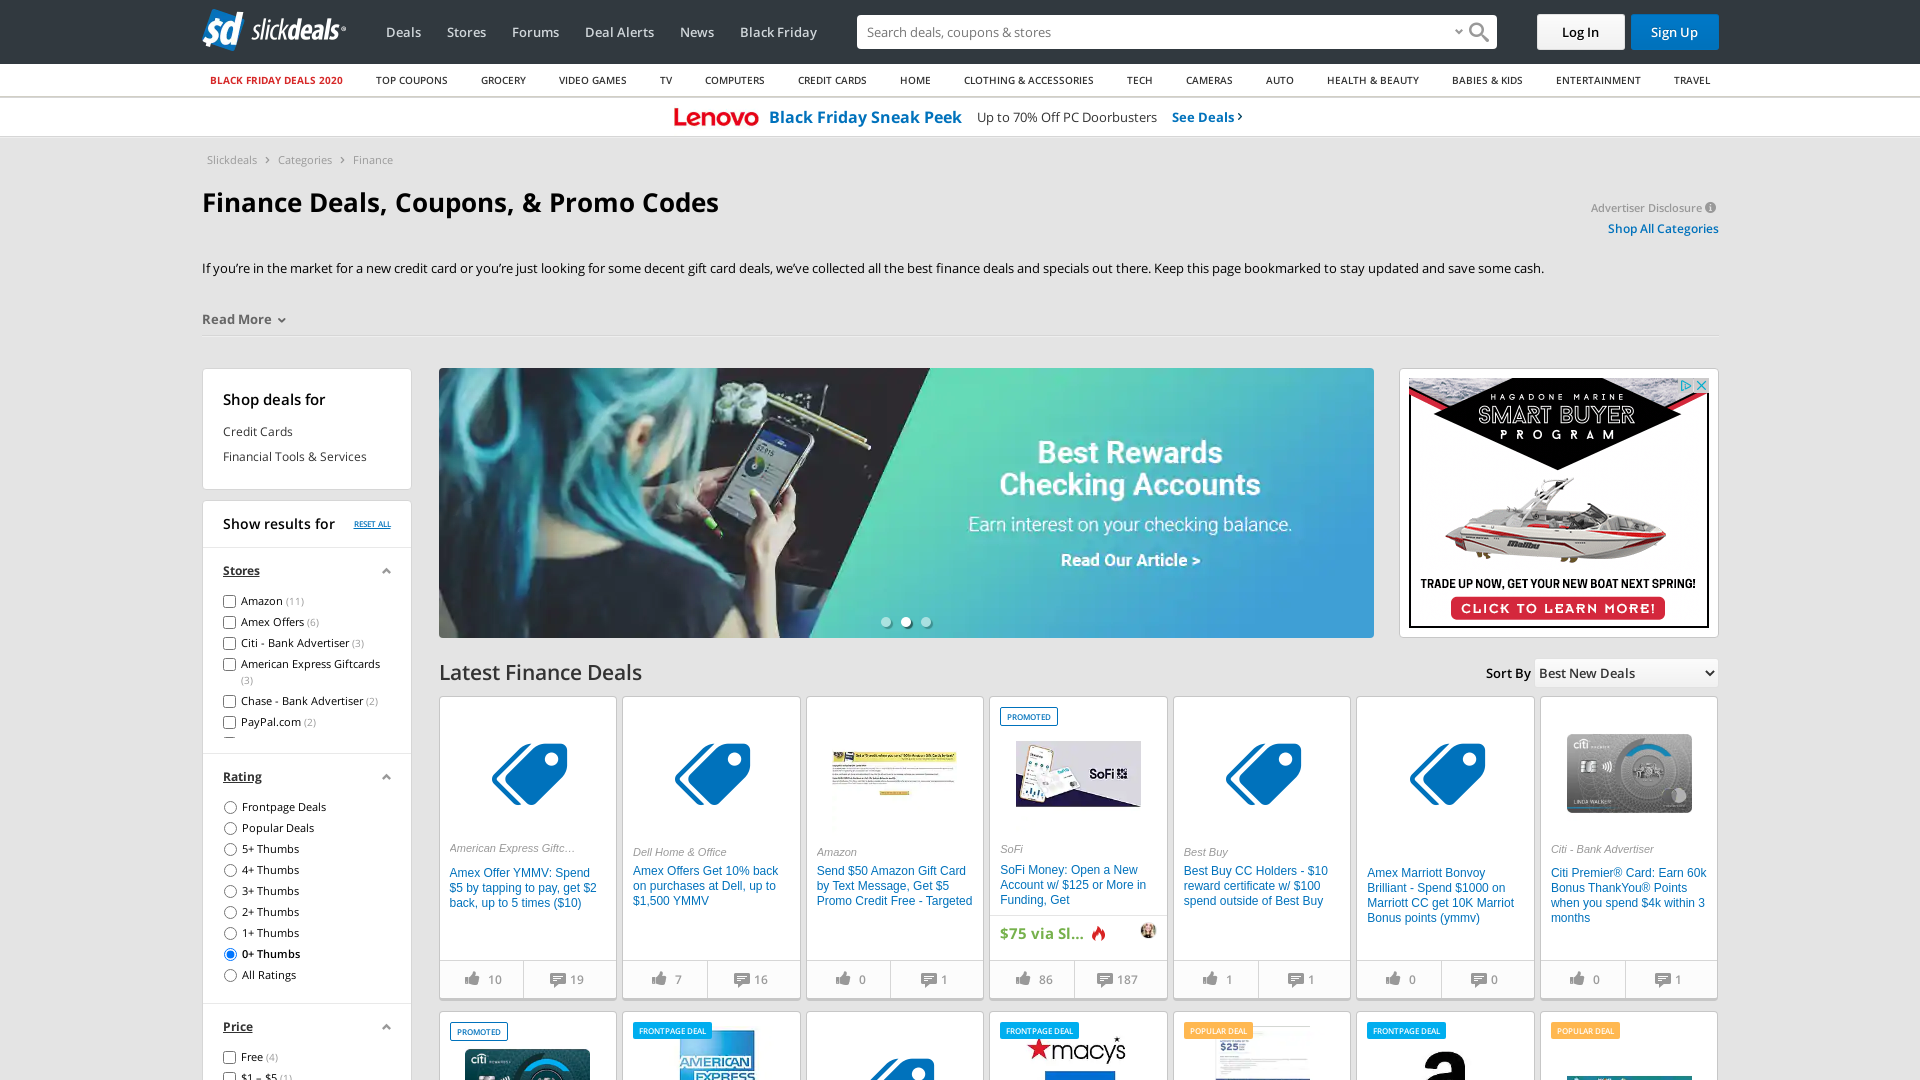 sd slickdeals
Deals Stores Forums Deal Alerts News Black Friday
Search deals, coupons & stores
Log In Sign Up
BLACK FRIDAY DEALS 2020 TOP COUPONS GROCERY VIDEO GAMES TV COMPUTERS CREDIT CARDS HOME CLOTHING & ACCESSORIES TECH CAMERAS AUTO HEALTH & BEAUTY BABIES & KIDS ENTERTAINMENT TRAVEL
Lenovo Black Friday Sneak Peek Up to 70% Off PC Doorbusters See Deals
Slickdeals Categories Finance
Finance Deals, Coupons, & Promo Codes
Advertiser Disclosure
Shop All Categories
If you’re in the market for a new credit card or you’re just looking for some decent gift card deals, we’ve collected all the best finance deals and specials out there. Keep this page bookmarked to stay updated and save some cash.
Read More
Shop deals for
Credit Cards
Financial Tools & Services
Show results for RESET ALL
Stores
Amazon (11)
Amex Offers (6)
Citi - Bank Advertiser (3)
American Express Giftcards
(3)
Chase - Bank Advertiser (2)
PayPal.com (2)
Rating
Frontpage Deals
Popular Deals
5+ Thumbs
4+ Thumbs
3+ Thumbs
2+ Thumbs
1+ Thumbs
0+ Thumbs
All Ratings
Price
Free (4)
$1 – $5 (1)
Best Rewards
Checking Accounts
Earn interest on your checking balance.
Read Our Article >
HAGADONE MARINE
SMART BUYER
PROGRAM
Malibu
TRADE UP NOW, GET YOUR NEW BOAT NEXT SPRING!
CLICK TO LEARN MORE!
Latest Finance Deals
Sort By Best New Deals
American Express Giftc…
Amex Offer YMMV: Spend
$5 by tapping to pay, get $2
back, up to 5 times ($10)
10 19
Dell Home & Office
Amex Offers Get 10% back
on purchases at Dell, up to
$1,500 YMMV
7 16
Amazon
Send $50 Amazon Gift Card
by Text Message, Get $5
Promo Credit Free - Targeted
0 1
PROMOTED
SoFi
SoFi
SoFi Money: Open a New
Account w/ $125 or More in
Funding, Get
$75 via Sl...
86 187
Best Buy
Best Buy CC Holders - $10
reward certificate w/ $100
spend outside of Best Buy
1 1
Amex Marriott Bonvoy
Brilliant - Spend $1000 on
Marriott CC get 10K Marriot
Bonus points (ymmv)
0 0
citi
LINDA WALKER
Citi - Bank Advertiser
Citi Premier® Card: Earn 60k
Bonus ThankYou® Points
when you spend $4k within 3
months
0 1
PROMOTED
citi
FRONTPAGE DEAL
AMERICAN
EXPRESS
FRONTPAGE DEAL
macy's
POPULAR DEAL
$25
FRONTPAGE DEAL
a
POPULAR DEAL